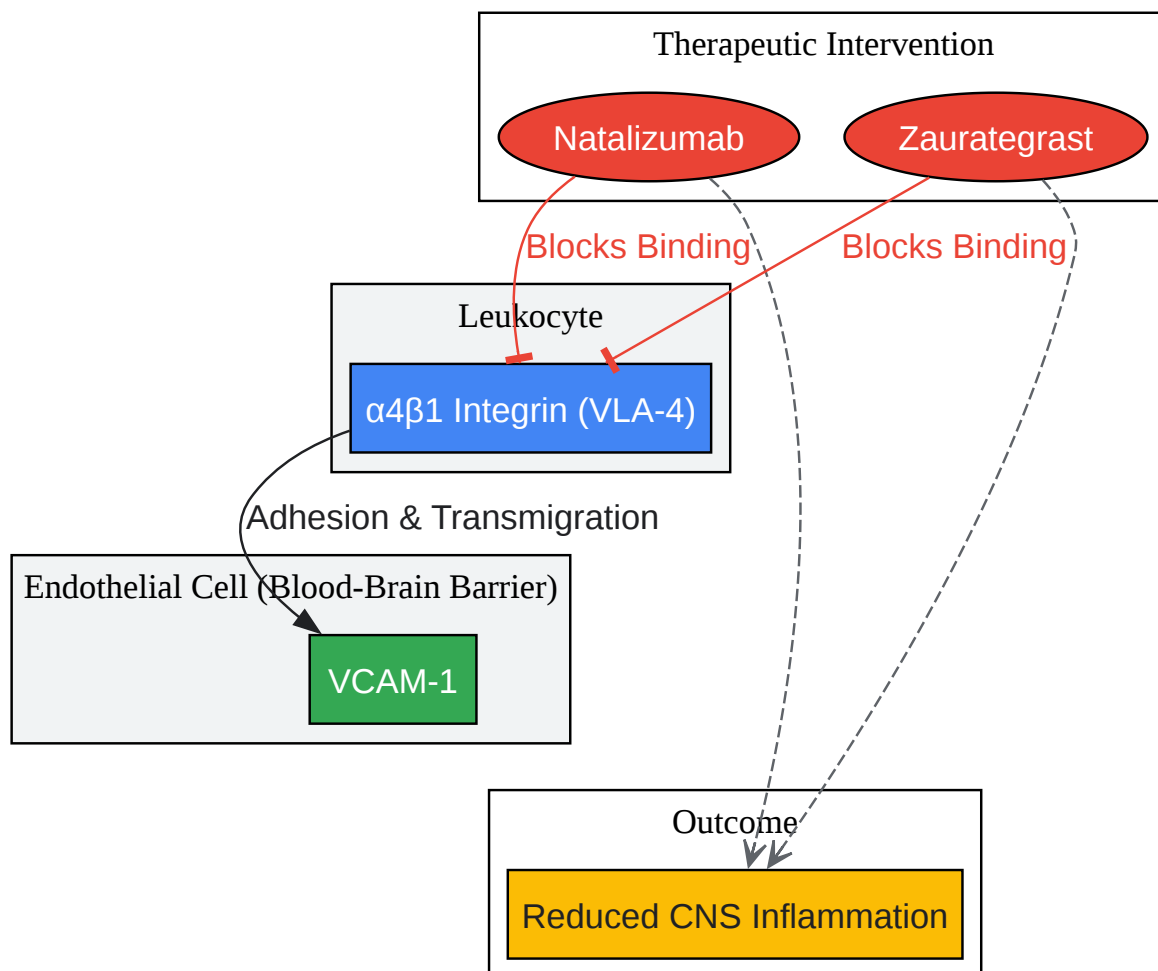 Therapeutic Intervention
Natalizumab
Zaurategrast
Blocks Binding
Blocks Binding
Leukocyte
α4β1 Integrin (VLA-4)
Adhesion & Transmigration
Endothelial Cell (Blood-Brain Barrier)
VCAM-1
Outcome
Reduced CNS Inflammation